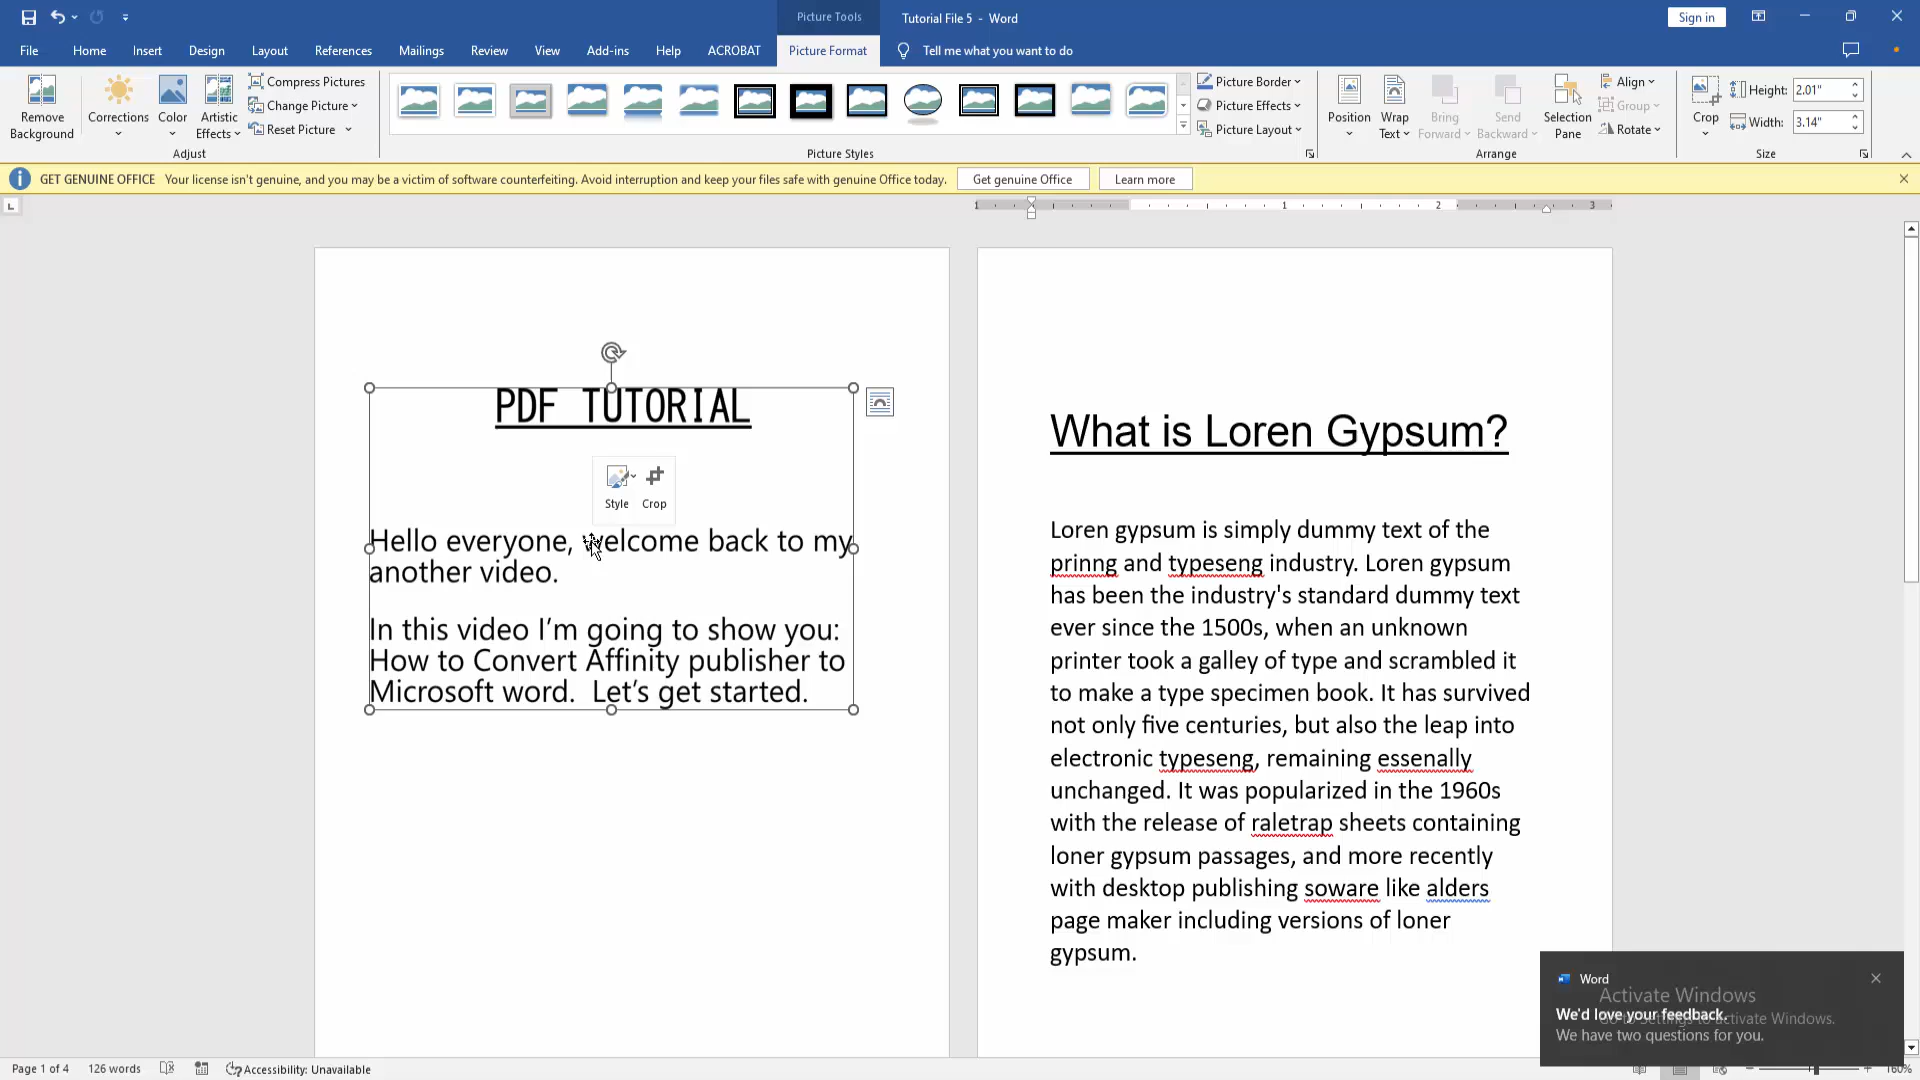 Picture Tools
Tutorial File 5 - Word
Sign in
File Home Insert Design Layout References Mailings Review View Add-ins Help ACROBAT Picture Format Tell me what you want to do
Remove Background
Corrections
Color
Artistic Effects
Compress Pictures
Change Picture
Reset Picture
Adjust
Picture Styles
Picture Border
Picture Effects
Picture Layout
Position
Wrap Text
Bring Forward
Send Backward
Selection Pane
Align
Group
Rotate
Arrange
Crop
Height: 2.01"
Width: 3.14"
Size
GET GENUINE OFFICE Your license isn't genuine, and you may be a victim of software counterfeiting. Avoid interruption and keep your files safe with genuine Office today. Get genuine Office Learn more
1 1 2 3
PDF TUTORIAL
Style Crop
Hello everyone, welcome back to my
another video.
In this video I’m going to show you:
How to Convert Affinity publisher to
Microsoft word. Let’s get started.
What is Loren Gypsum?
Loren gypsum is simply dummy text of the
prinng and typeseng industry. Loren gypsum
has been the industry's standard dummy text
ever since the 1500s, when an unknown
printer took a galley of type and scrambled it
to make a type specimen book. It has survived
not only five centuries, but also the leap into
electronic typeseng, remaining essenally
unchanged. It was popularized in the 1960s
with the release of raletrap sheets containing
loner gypsum passages, and more recently
with desktop publishing soware like alders
page maker including versions of loner
gypsum.
Word
Activate Windows
We'd love your feedback.
Go to Settings to activate Windows.
We have two questions for you.
Page 1 of 4 126 words Accessibility: Unavailable 160%